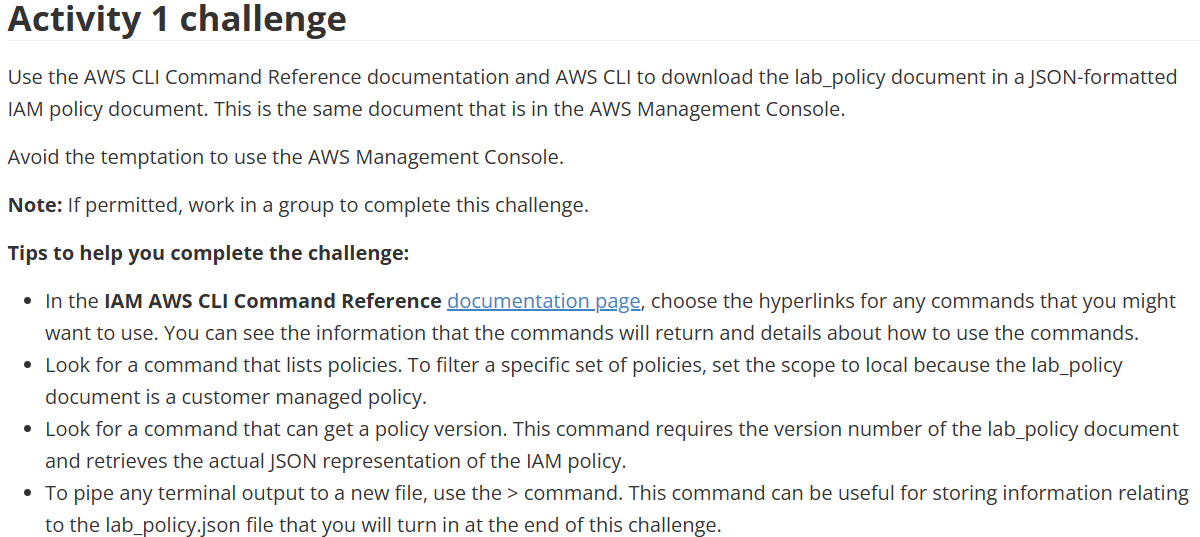 Activity 1 challenge
Use the AWS CLI Command Reference documentation and AWS CLI to download the lab_policy document in a JSON-formatted
IAM policy document. This is the same document that is in the AWS Management Console.
Avoid the temptation to use the AWS Management Console.
Note: If permitted, work in a group to complete this challenge.
Tips to help you complete the challenge:
• In the IAM AWS CLI Command Reference documentation page, choose the hyperlinks for any commands that you might
want to use. You can see the information that the commands will return and details about how to use the commands.
• Look for a command that lists policies. To filter a specific set of policies, set the scope to local because the lab_policy
document is a customer managed policy.
• Look for a command that can get a policy version. This command requires the version number of the lab_policy document
and retrieves the actual JSON representation of the IAM policy.
• To pipe any terminal output to a new file, use the > command. This command can be useful for storing information relating
to the lab_policy.json file that you will turn in at the end of this challenge.